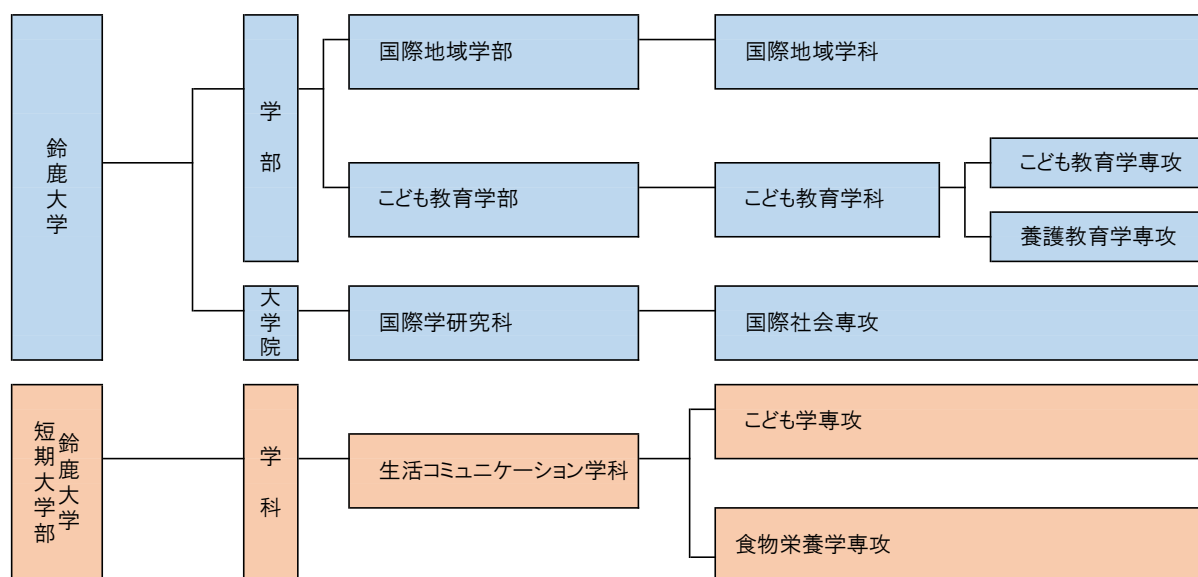 鈴鹿大学
学部
国際地域学部
国際地域学科
こども教育学部
こども教育学科
こども教育学専攻
養護教育学専攻
大学院
国際学研究科
国際社会専攻
鈴鹿大学
短期大学部
学科
生活コミュニケーション学科
こども学専攻
食物栄養学専攻